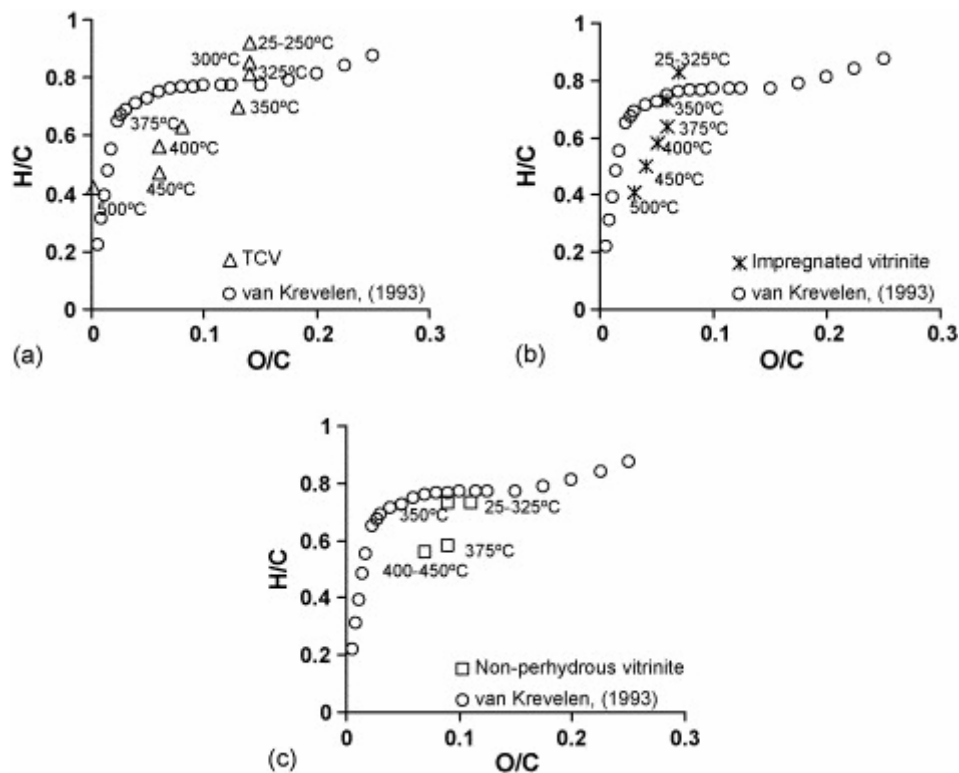 1
25-250ºC
300ºC
0.8
325ºC
350ºC
375ºC
0.6
400ºC
H/C
450ºC
0.4
500ºC
0.2
TCV
van Krevelen, (1993)
0
0
0.1
0.2
0.3
(a)
O/C
1
25-325ºC
0.8
350ºC
375ºC
0.6
400ºC
H/C
450ºC
0.4
500ºC
0.2
Impregnated vitrinite
van Krevelen, (1993)
0
0
0.1
0.2
0.3
(b)
O/C
1
0.8
350ºC
25-325ºC
0.6
375ºC
400-450ºC
H/C
0.4
0.2
Non-perhydrous vitrinite
van Krevelen, (1993)
0
0
0.1
0.2
0.3
(c)
O/C